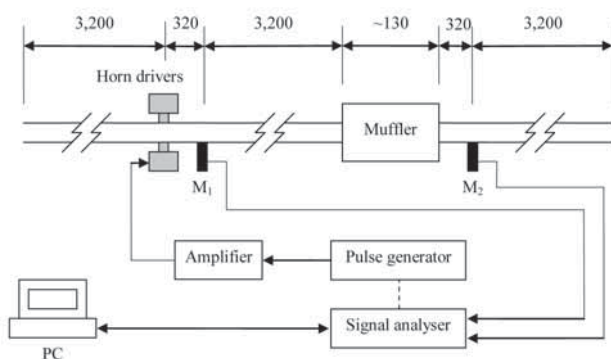 3,200 320 3,200 ~130 320 3,200
Horn drivers
Muffler
M₁ M₂
Amplifier Pulse generator
Signal analyser
PC